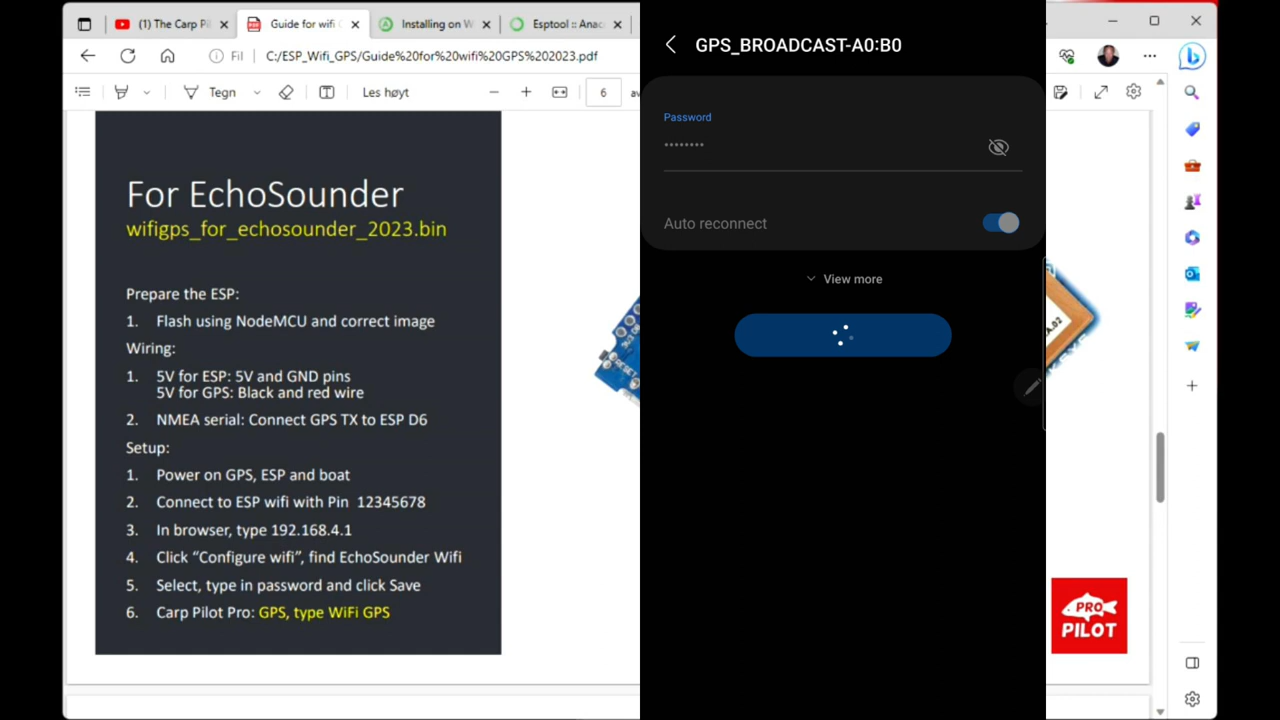 (1) The Carp Pil
Guide for wifi G
Installing on W
Esptool :: Anac
Fil
C:/ESP_Wifi_GPS/Guide%20for%20wifi%20GPS%202023.pdf
Tegn
Les høyt
6
av
For EchoSounder
wifigps_for_echosounder_2023.bin
Prepare the ESP:
1. Flash using NodeMCU and correct image
Wiring:
1. 5V for ESP: 5V and GND pins
5V for GPS: Black and red wire
2. NMEA serial: Connect GPS TX to ESP D6
Setup:
1. Power on GPS, ESP and boat
2. Connect to ESP wifi with Pin 12345678
3. In browser, type 192.168.4.1
4. Click “Configure wifi”, find EchoSounder Wifi
5. Select, type in password and click Save
6. Carp Pilot Pro: GPS, type WiFi GPS
GPS_BROADCAST-A0:B0
Password
••••••••
Auto reconnect
View more
RESET
PRO
PILOT